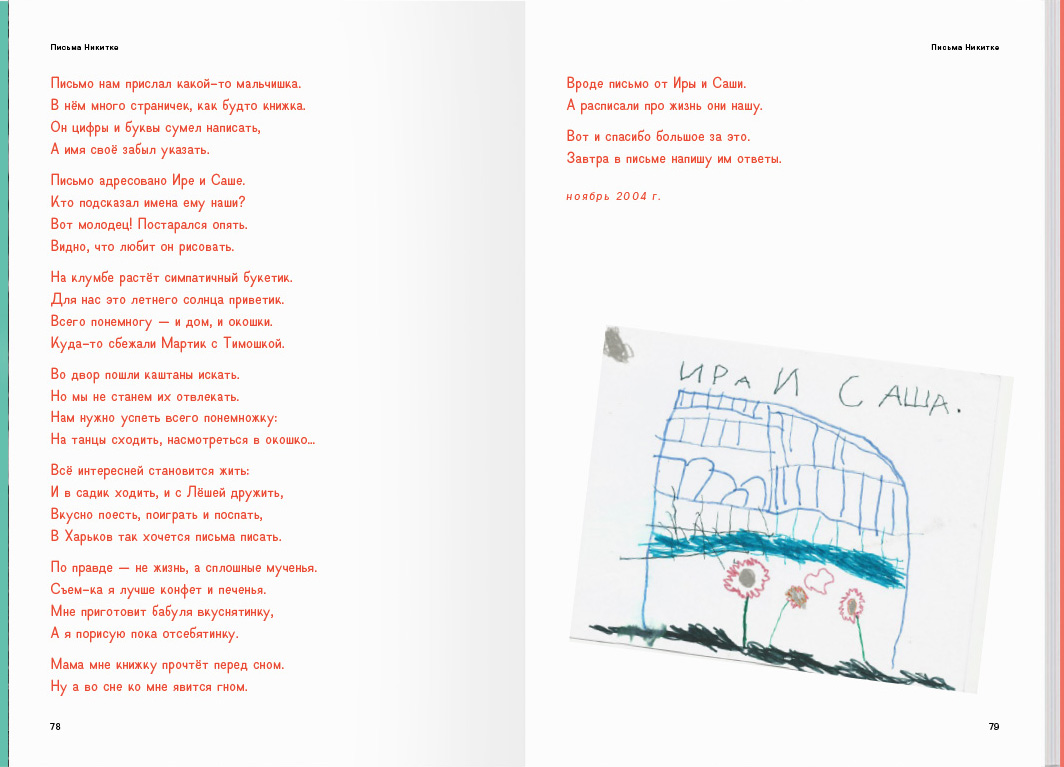 Письма Никитке
Письмо нам прислал какой-то мальчишка.
В нём много страничек, как будто книжка.
Он цифры и буквы сумел написать,
А имя своё забыл указать.
Письмо адресовано Ире и Саше.
Кто подсказал имена ему наши?
Вот молодец! Постарался опять.
Видно, что любит он рисовать.
На клумбе растёт симпатичный букетик.
Для нас это летнего солнца приветик.
Всего понемногу — и дом, и окошки.
Куда-то сбежали Мартик с Тимошкой.
Во двор пошли каштаны искать.
Но мы не станем их отвлекать.
Нам нужно успеть всего понемножку:
На танцы сходить, насмотреться в окошко...
Всё интересней становится жить:
И в садик ходить, и с Лёшей дружить,
Вкусно поесть, поиграть и поспать,
В Харьков так хочется письма писать.
По правде — не жизнь, а сплошные мученья.
Съем-ка я лучше конфет и печенья.
Мне приготовит бабуля вкуснятинку,
А я порисую пока отсебятинку.
Мама мне книжку прочтёт перед сном.
Ну а во сне ко мне явится гном.
78
Письма Никитке
Вроде письмо от Иры и Саши.
А расписали про жизнь они нашу.
Вот и спасибо большое за это.
Завтра в письме напишу им ответы.
ноябрь 2004 г.
ИРА И САША.
79